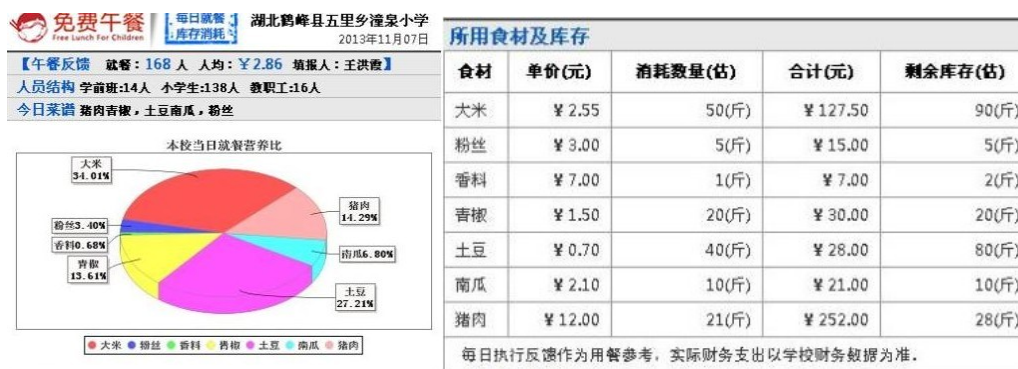 免费午餐
Free Lunch For Children
每日就餐
库存消耗
湖北鹤峰县五里乡潼泉小学
2013年11月07日
【午餐反馈 就餐:168 人 人均:￥2.86 填报人:王洪霞】
人员结构 学前班:14人 小学生:138人 教职工:16人
今日菜谱 猪肉青椒,土豆南瓜,粉丝
本校当日就餐营养比
大米
34.01%
猪肉
14.29%
粉丝3.40%
香料0.68%
南瓜6.80%
青椒
13.61%
土豆
27.21%
大米 粉丝 香料 青椒 土豆 南瓜 猪肉
所用食材及库存
食材 单价(元) 消耗数量(估) 合计(元) 剩余库存(估)
大米 ￥2.55 50(斤) ￥127.50 90(斤)
粉丝 ￥3.00 5(斤) ￥15.00 5(斤)
香料 ￥7.00 1(斤) ￥7.00 2(斤)
青椒 ￥1.50 20(斤) ￥30.00 20(斤)
土豆 ￥0.70 40(斤) ￥28.00 80(斤)
南瓜 ￥2.10 10(斤) ￥21.00 10(斤)
猪肉 ￥12.00 21(斤) ￥252.00 28(斤)
每日执行反馈作为用餐参考，实际财务支出以学校财务数据为准．